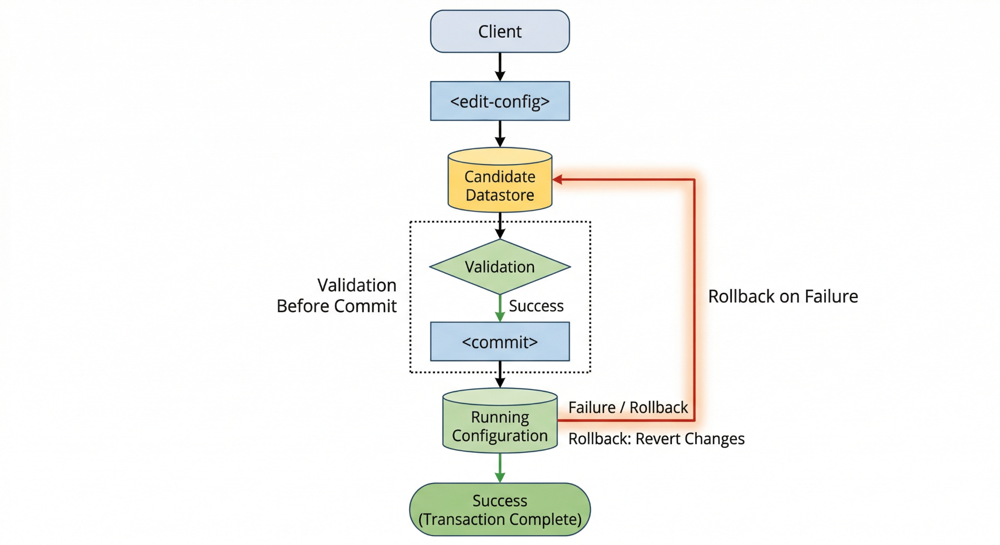 Client
<edit-config>
Candidate
Datastore
Validation
Success
Validation
Before Commit
<commit>
Rollback on Failure
Running
Configuration
Failure / Rollback
Rollback: Revert Changes
Success
(Transaction Complete)